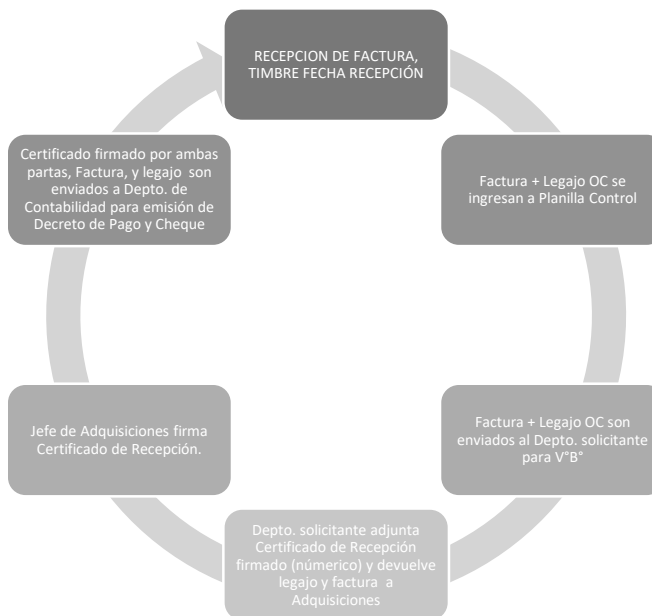 RECEPCION DE FACTURA,
TIMBRE FECHA RECEPCIÓN
Factura + Legajo OC se
ingresan a Planilla Control
Factura + Legajo OC son
enviados al Depto. solicitante
para V°B°
Depto. solicitante adjunta
Certificado de Recepción
firmado (númerico) y devuelve
legajo y factura a
Adquisiciones
Jefe de Adquisiciones firma
Certificado de Recepción.
Certificado firmado por ambas
partas, Factura, y legajo son
enviados a Depto. de
Contabilidad para emisión de
Decreto de Pago y Cheque